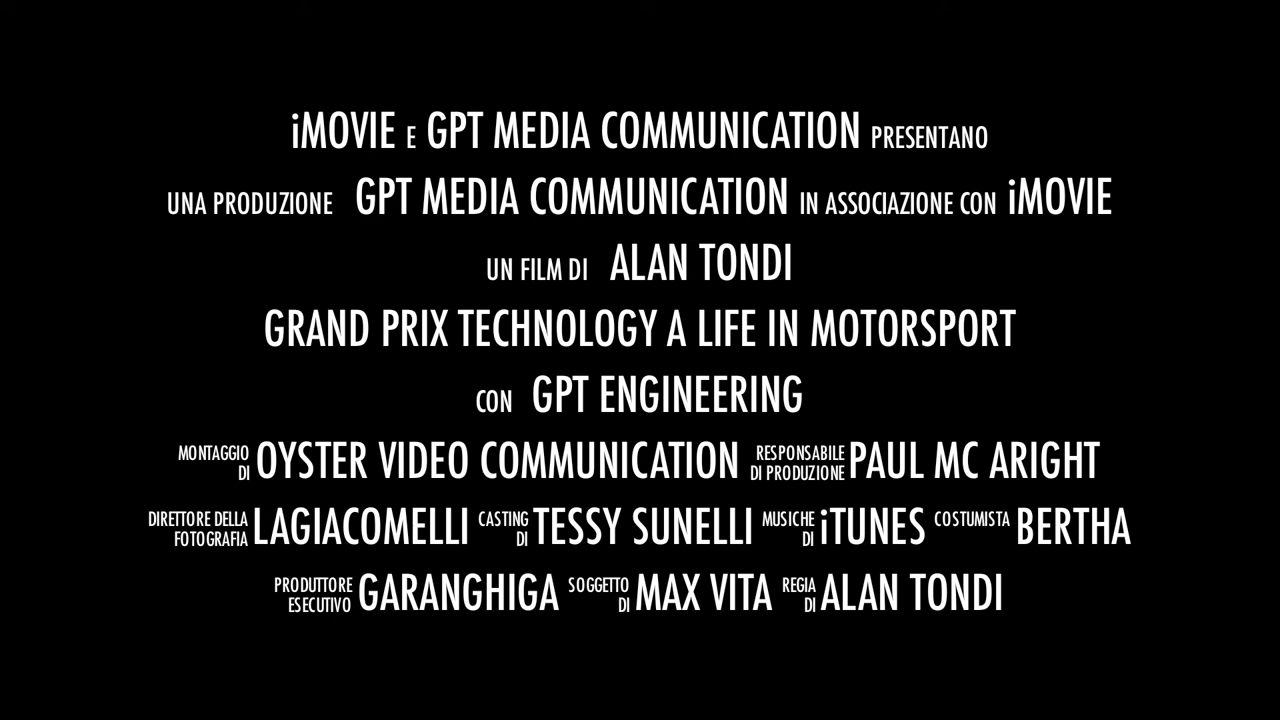 iMOVIE E GPT MEDIA COMMUNICATION PRESENTANO
UNA PRODUZIONE GPT MEDIA COMMUNICATION IN ASSOCIAZIONE CON iMOVIE
UN FILM DI ALAN TONDI
GRAND PRIX TECHNOLOGY A LIFE IN MOTORSPORT
CON GPT ENGINEERING
MONTAGGIO DI OYSTER VIDEO COMMUNICATION RESPONSABILE DI PRODUZIONE PAUL MC ARIGHT
DIRETTORE DELLA FOTOGRAFIA LAGIACOMELLI CASTING DI TESSY SUNELLI MUSICHE DI iTUNES COSTUMISTA BERTHA
PRODUTTORE ESECUTIVO GARANGHIGA SOGGETTO DI MAX VITA REGIA DI ALAN TONDI